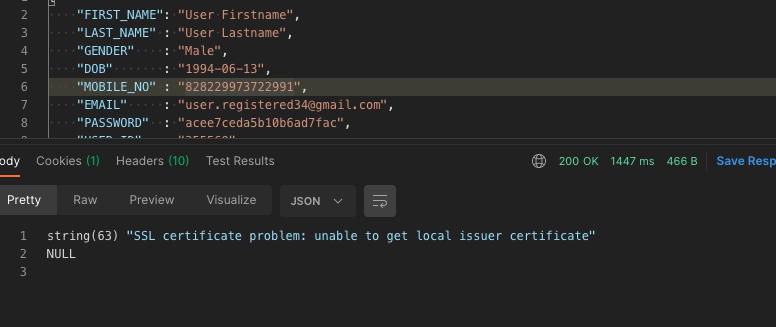 2 "FIRST_NAME": "User Firstname",
3 "LAST_NAME" : "User Lastname",
4 "GENDER" : "Male",
5 "DOB" : "1994-06-13",
6 "MOBILE_NO" : "828229973722991",
7 "EMAIL" : "user.registered34@gmail.com",
8 "PASSWORD" : "acee7ceda5b10b6ad7fac",
ody Cookies (1) Headers (10) Test Results 200 OK 1447 ms 466 B Save Resp
Pretty Raw Preview Visualize JSON
1 string(63) "SSL certificate problem: unable to get local issuer certificate"
2 NULL
3